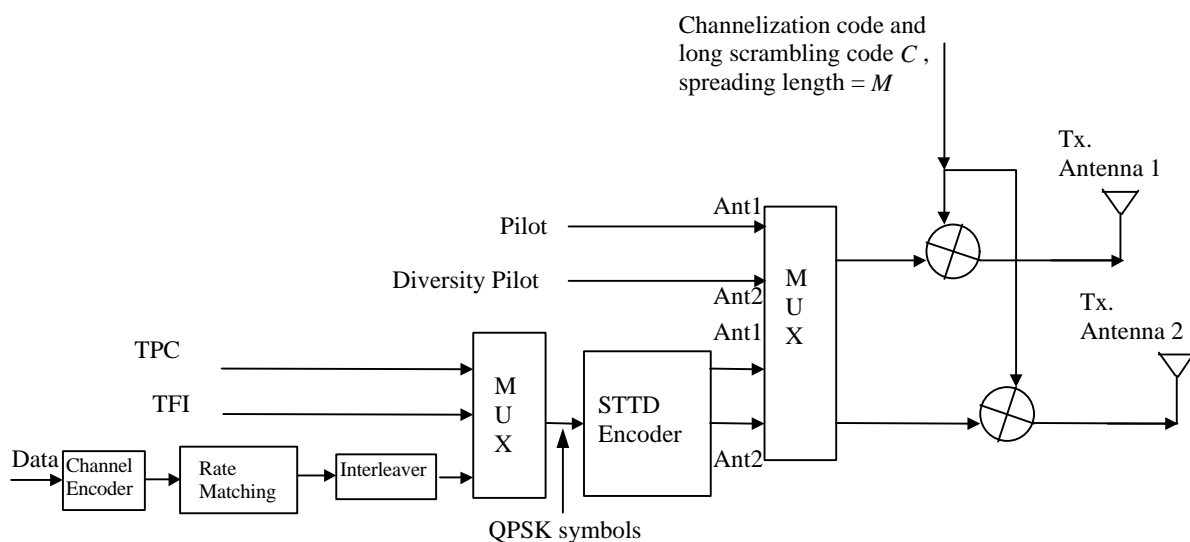 Channelization code and
long scrambling code C ,
spreading length = M
Tx.
Antenna 1
Ant1
Pilot
Diversity Pilot
Ant2
M
U
X
Tx.
Antenna 2
Ant1
TPC
TFI
M
U
X
STTD
Encoder
Ant2
Data
Channel
Encoder
Rate
Matching
Interleaver
QPSK symbols